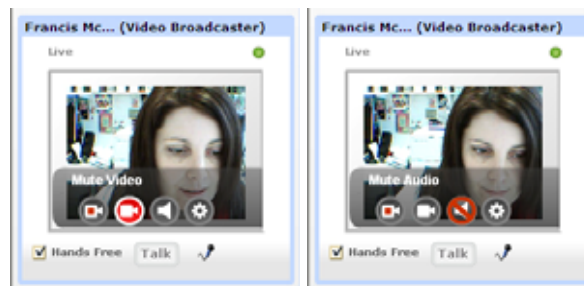 Francis Mc... (Video Broadcaster)
Live
Mute Video
Hands Free Talk
Francis Mc... (Video Broadcaster)
Live
Mute Audio
Hands Free Talk